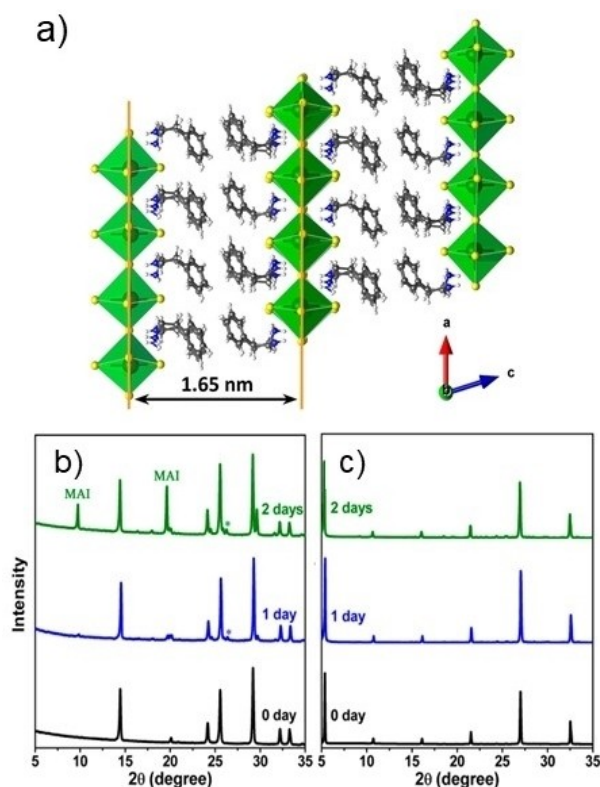 a)
1.65 nm
a
b
c
b)
c)
MAI
MAI
2 days
*
1 day
*
0 day
2 days
1 day
0 day
Intensity
5 10 15 20 25 30 35
5 10 15 20 25 30 35
2θ (degree)
2θ (degree)